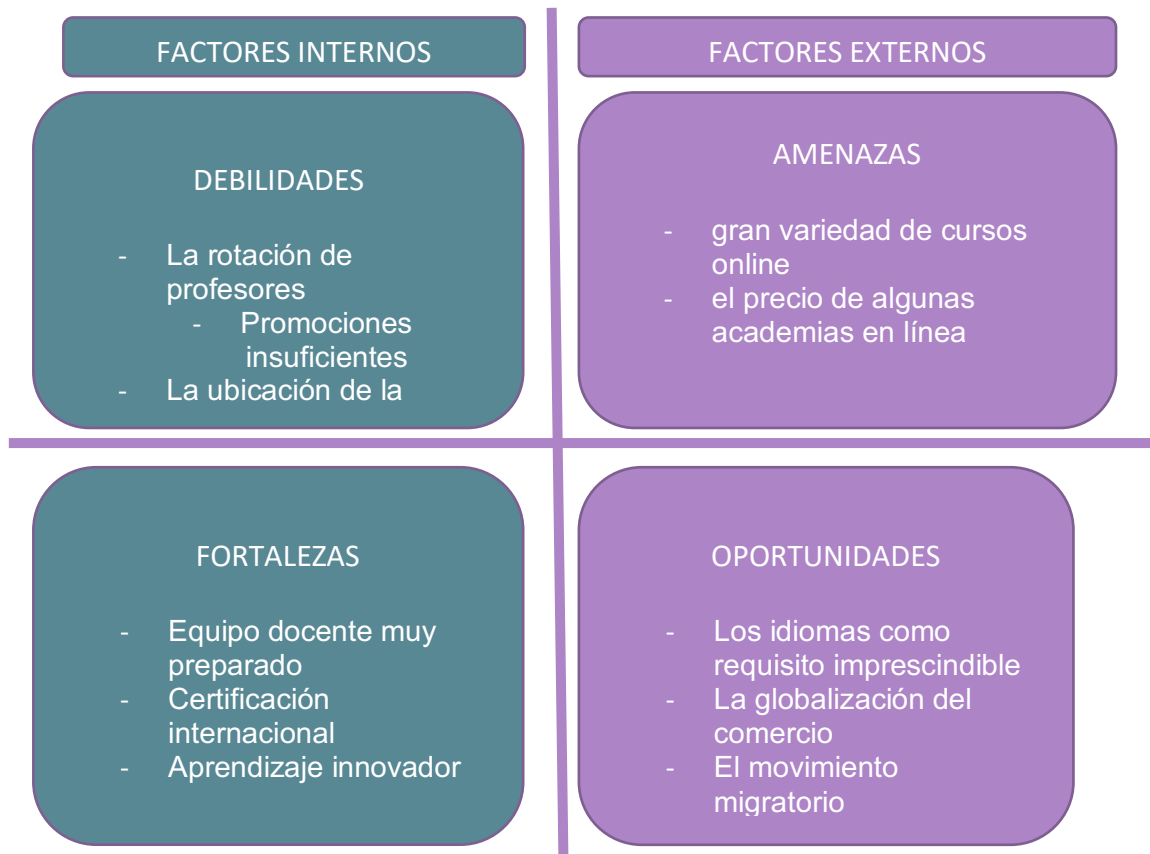 FACTORES INTERNOS
FACTORES EXTERNOS
DEBILIDADES
- La rotación de
profesores
- Promociones
insuficientes
- La ubicación de la
AMENAZAS
- gran variedad de cursos
online
- el precio de algunas
academias en línea
FORTALEZAS
- Equipo docente muy
preparado
- Certificación
internacional
- Aprendizaje innovador
OPORTUNIDADES
- Los idiomas como
requisito imprescindible
- La globalización del
comercio
- El movimiento
migratorio